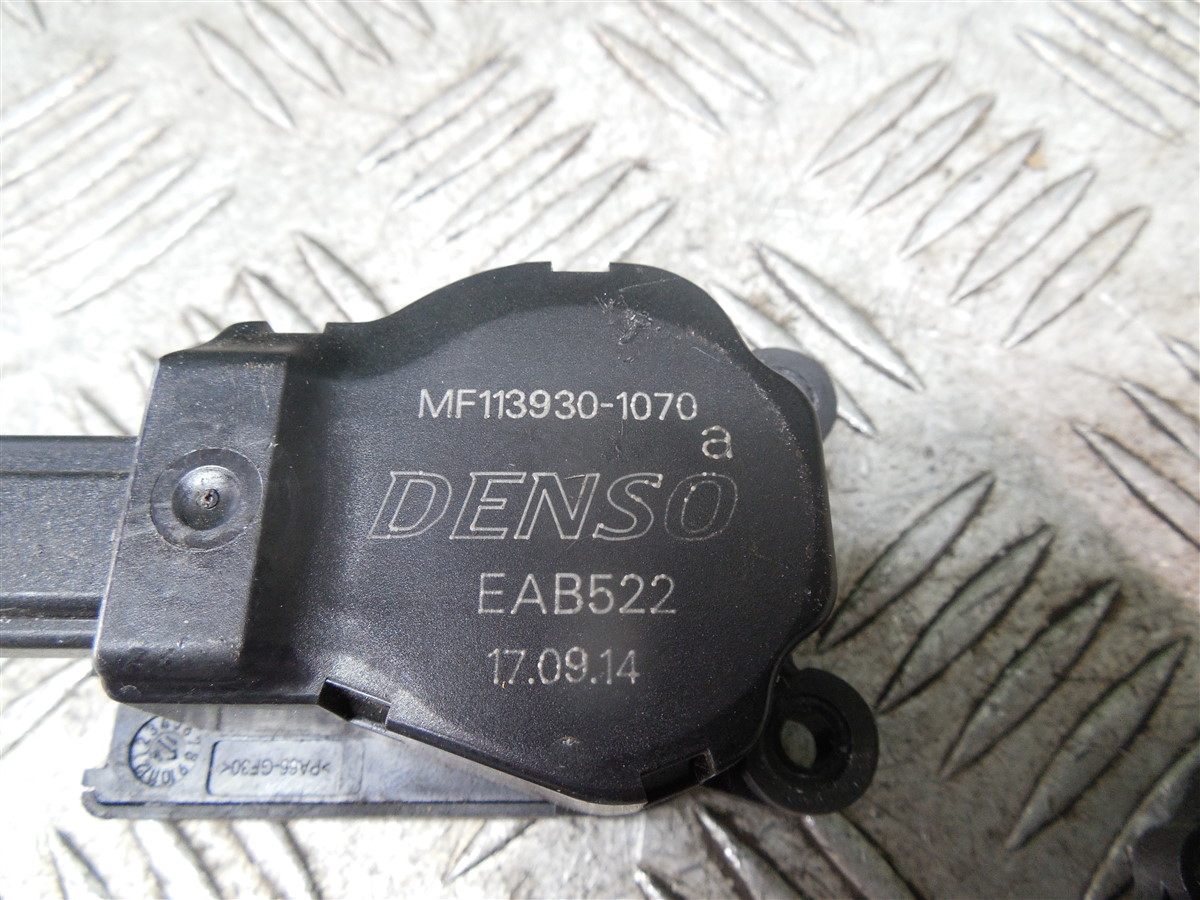 MF113930-1070
a
DENSO
EAB522
17.09.14
>PA66-GF30<